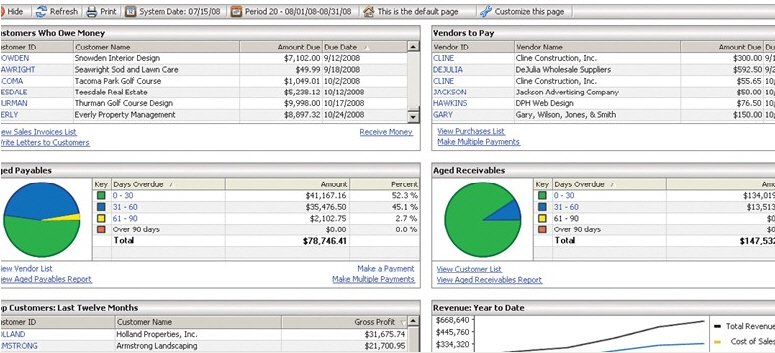 Hide Refresh Print System Date: 07/15/08 Period 20 - 08/01/08-08/31/08 This is the default page Customize this page
ustomers Who Owe Money
ustomer ID Customer Name Amount Due Due Date
OWDEN Snowden Interior Design $7,102.00 9/12/2008
AWRIGHT Seawright Sod and Lawn Care $49.99 9/18/2008
COMA Tacoma Park Golf Course $1,049.01 10/2/2008
ESDALE Teesdale Real Estate $5,238.12 10/12/2008
URMAN Thurman Golf Course Design $9,998.00 10/17/2008
ERLY Everly Property Management $8,897.32 10/24/2008
iew Sales Invoices List Receive Money
rite Letters to Customers
Vendors to Pay
Vendor ID Vendor Name Amount Due Du
CLINE Cline Construction, Inc. $300.00 9/
DEJULIA DeJulia Wholesale Suppliers $592.50 9/2
CLINE Cline Construction, Inc. $55.65 10/
JACKSON Jackson Advertising Company $50.00 10/
HAWKINS DPH Web Design $76.50 10/
GARY Gary, Wilson, Jones, & Smith $150.00 10/
View Purchases List
Make Multiple Payments
ged Payables
Key Days Overdue Amount Percent
0 - 30 $41,167.16 52.3 %
31 - 60 $35,476.50 45.1 %
61 - 90 $2,102.75 2.7 %
Over 90 days $0.00 0.0 %
Total $78,746.41
iew Vendor List Make a Payment
iew Aged Payables Report Make Multiple Payments
Aged Receivables
Key Days Overdue Am
0 - 30 $134,019
31 - 60 $13,513
61 - 90 $0
Over 90 days $0
Total $147,532
View Customer List
View Aged Receivables Report
op Customers: Last Twelve Months
ustomer ID Customer Name Gross Profit
OLLAND Holland Properties, Inc. $31,675.74
RMSTRONG Armstrong Landscaping $21,700.95
Revenue: Year to Date
$668,640
$445,760
$334,320
Total Revenue
Cost of Sales